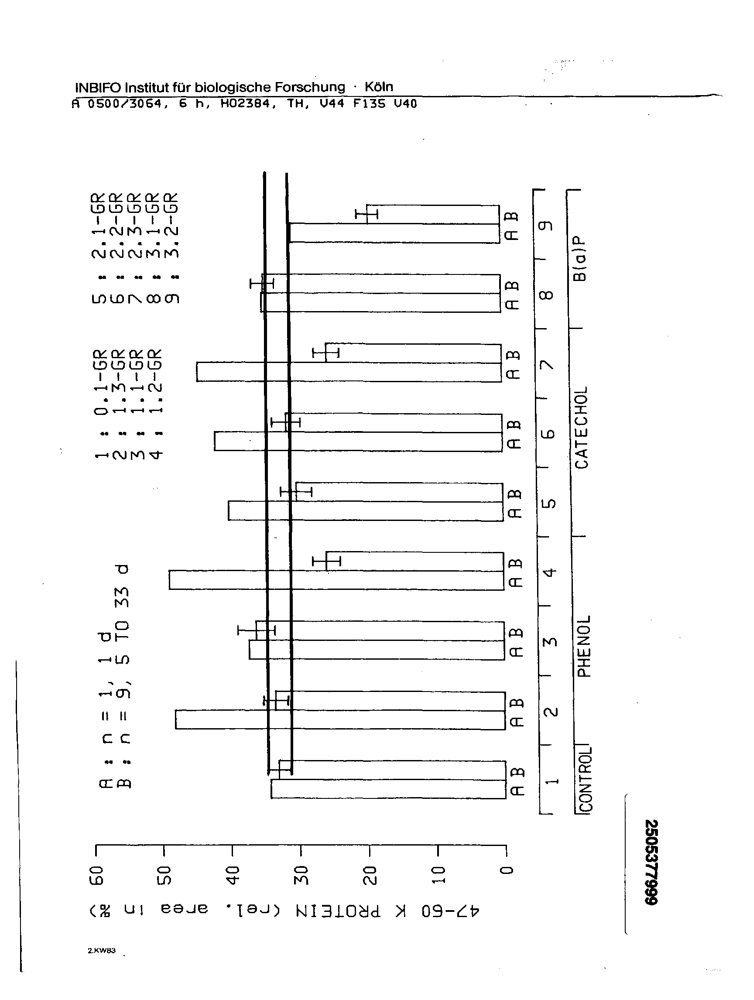 INBIFO Institut für biologische Forschung · Köln
A 0500/3064, 6 h, H02384, TH, V44 F135 V40
A : n = 1, 1 d
B : n = 9, 5 TO 33 d
1 : 0.1-GR
2 : 1.3-GR
3 : 1.1-GR
4 : 1.2-GR
5 : 2.1-GR
6 : 2.2-GR
7 : 2.3-GR
8 : 3.1-GR
9 : 3.2-GR
47-60 K PROTEIN (rel. area in %)
60
50
40
30
20
10
0
A B
A B
A B
A B
A B
A B
A B
A B
A B
1
2
3
4
5
6
7
8
9
CONTROL
PHENOL
CATECHOL
B(a)P
2505377999
2.KW83